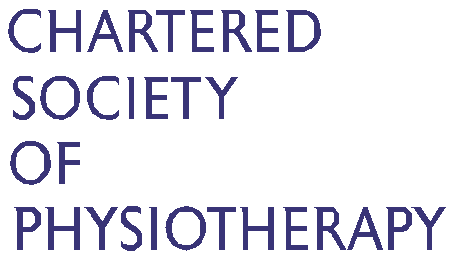 CHARTERED
SOCIETY
OF
PHYSIOTHERAPY